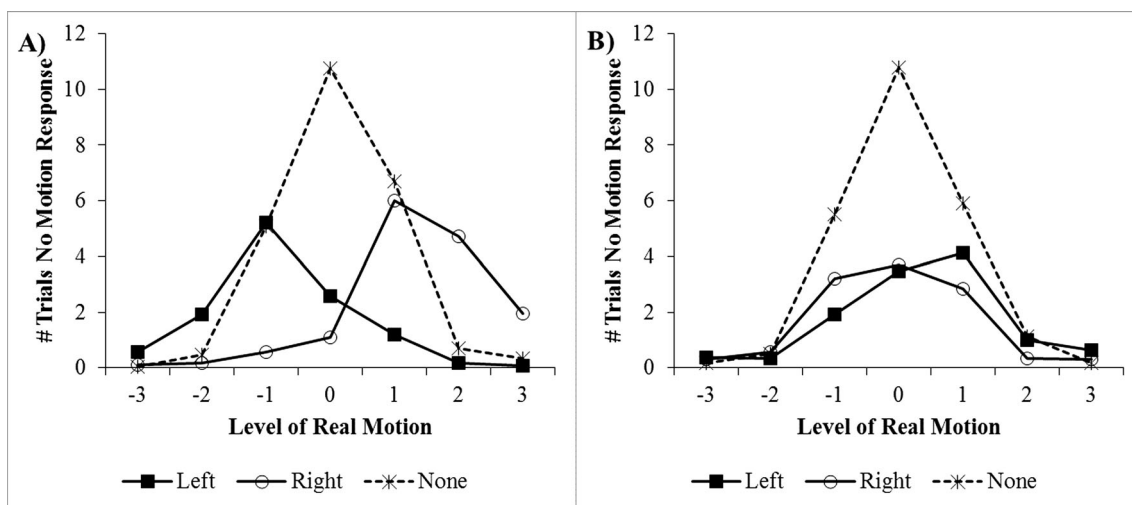 A)
# Trials No Motion Response
12
10
8
6
4
2
0
-3 -2 -1 0 1 2 3
Level of Real Motion
Left Right None
B)
# Trials No Motion Response
12
10
8
6
4
2
0
-3 -2 -1 0 1 2 3
Level of Real Motion
Left Right None